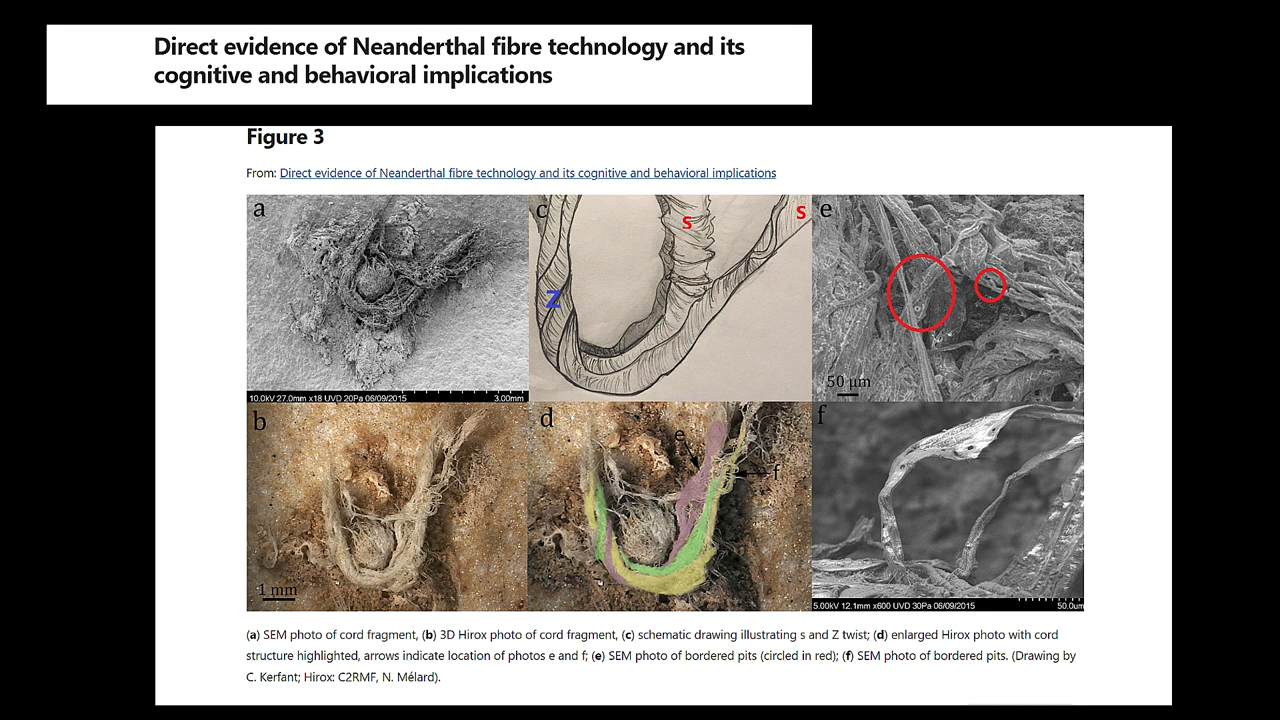 Direct evidence of Neanderthal fibre technology and its
cognitive and behavioral implications
Figure 3
From: Direct evidence of Neanderthal fibre technology and its cognitive and behavioral implications
a
10.0kV 27.0mm x18 UVD 20Pa 06/09/2015 3.00mm
c
S
S
Z
e
50 µm
b
1 mm
d
e
f
f
5.00kV 12.1mm x600 UVD 30Pa 06/09/2015 50.0um
(a) SEM photo of cord fragment, (b) 3D Hirox photo of cord fragment, (c) schematic drawing illustrating s and Z twist; (d) enlarged Hirox photo with cord
structure highlighted, arrows indicate location of photos e and f; (e) SEM photo of bordered pits (circled in red); (f) SEM photo of bordered pits. (Drawing by
C. Kerfant; Hirox: C2RMF, N. Mélard).